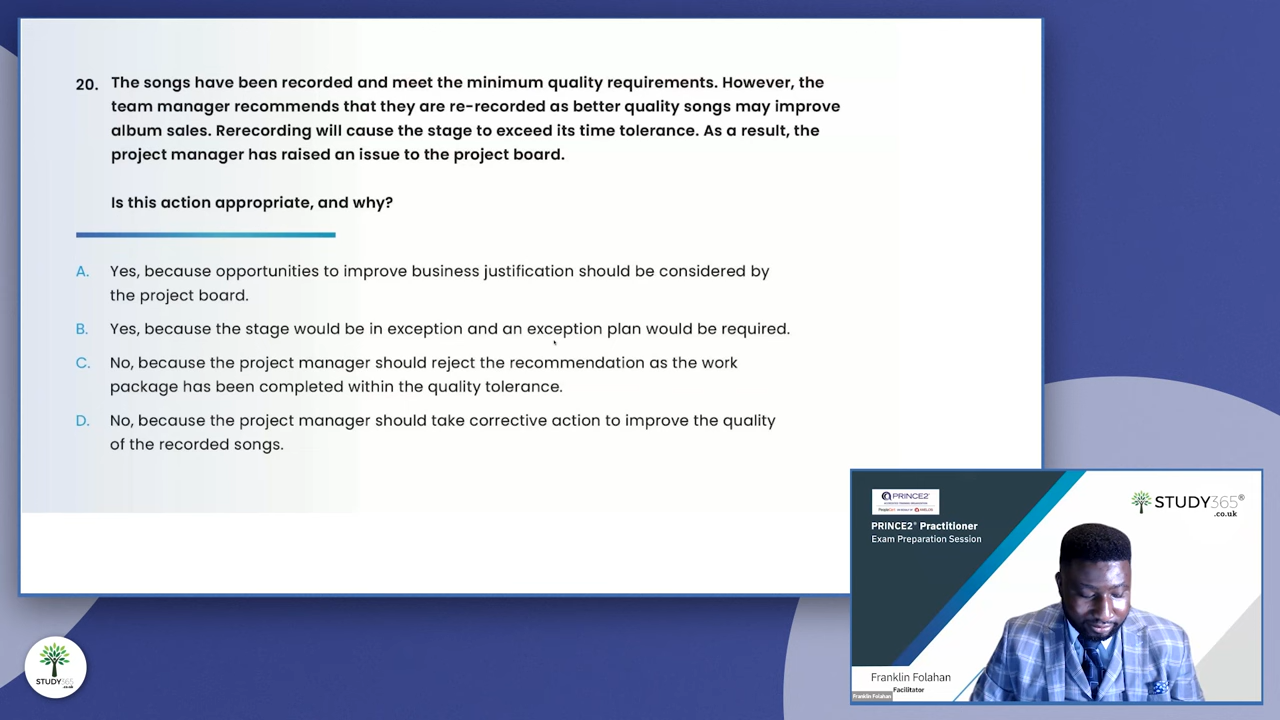 20. The songs have been recorded and meet the minimum quality requirements. However, the
team manager recommends that they are re-recorded as better quality songs may improve
album sales. Rerecording will cause the stage to exceed its time tolerance. As a result, the
project manager has raised an issue to the project board.
Is this action appropriate, and why?
A. Yes, because opportunities to improve business justification should be considered by
the project board.
B. Yes, because the stage would be in exception and an exception plan would be required.
C. No, because the project manager should reject the recommendation as the work
package has been completed within the quality tolerance.
D. No, because the project manager should take corrective action to improve the quality
of the recorded songs.
PRINCE2
PRINCE2® Practitioner
Exam Preparation Session
STUDY365®
.co.uk
Franklin Folahan
Facilitator
Franklin Folahan
STUDY365
.co.uk